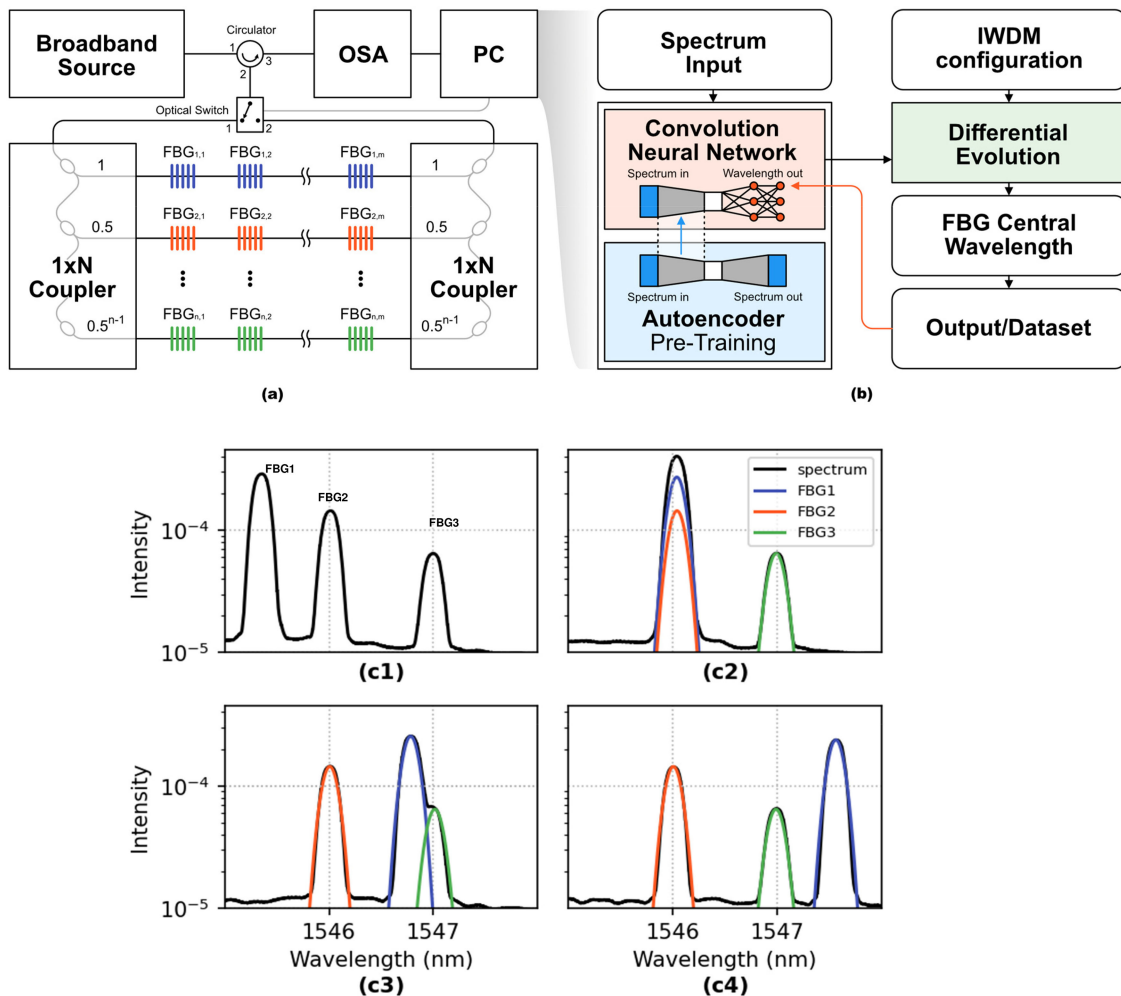 Broadband
Source
Circulator
1
3
2
OSA
PC
Optical Switch
1
2
1xN
Coupler
1
0.5
0.5n-1
FBG1,1
FBG1,2
FBG1,m
FBG2,1
FBG2,2
FBG2,m
FBGn,1
FBGn,2
FBGn,m
1
0.5
0.5n-1
1xN
Coupler
(a)
Spectrum
Input
Convolution
Neural Network
Spectrum in
Wavelength out
Spectrum in
Spectrum out
Autoencoder
Pre-Training
IWDM
configuration
Differential
Evolution
FBG Central
Wavelength
Output/Dataset
(b)
Intensity
10−4
10−5
FBG1
FBG2
FBG3
(c1)
spectrum
FBG1
FBG2
FBG3
(c2)
Intensity
10−4
10−5
1546
1547
Wavelength (nm)
(c3)
1546
1547
Wavelength (nm)
(c4)